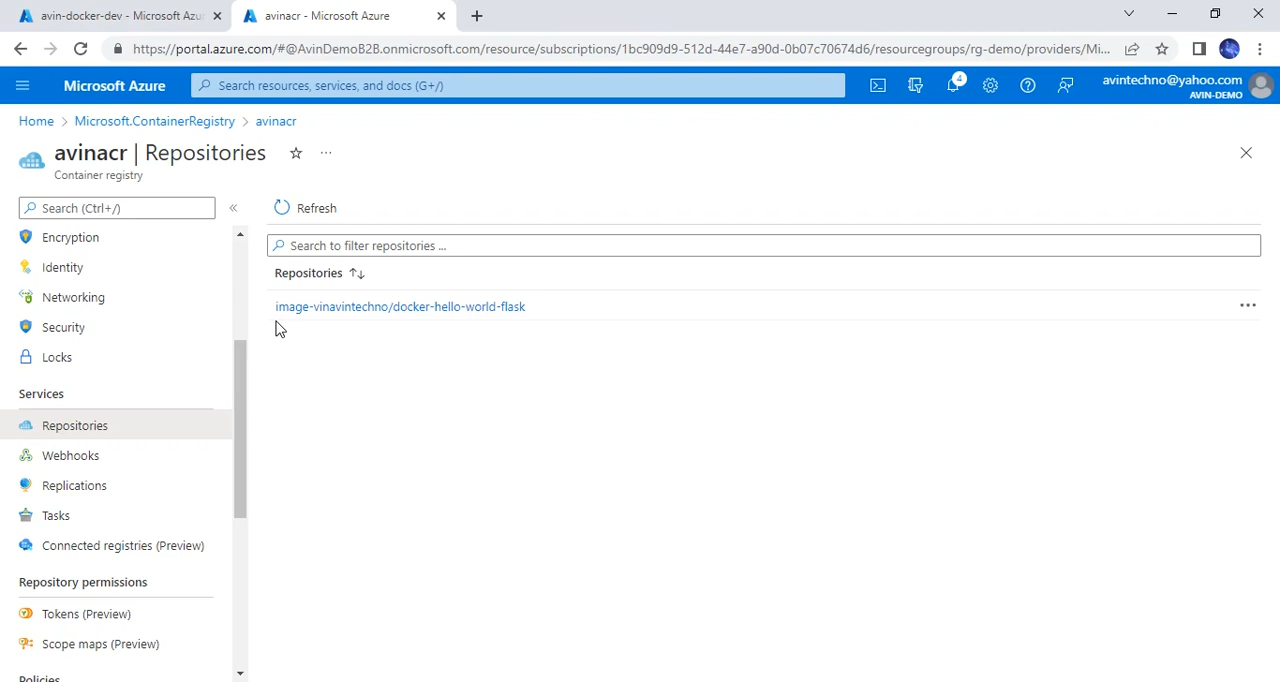 avin-docker-dev - Microsoft Azu
avinacr - Microsoft Azure
https://portal.azure.com/#@AvinDemoB2B.onmicrosoft.com/resource/subscriptions/1bc909d9-512d-44e7-a90d-0b07c70674d6/resourcegroups/rg-demo/providers/Mi...
Microsoft Azure
Search resources, services, and docs (G+/)
4
avintechno@yahoo.com
AVIN-DEMO
Home > Microsoft.ContainerRegistry > avinacr
avinacr | Repositories
Container registry
Search (Ctrl+/)
Refresh
Encryption
Identity
Networking
Security
Locks
Services
Repositories
Webhooks
Replications
Tasks
Connected registries (Preview)
Repository permissions
Tokens (Preview)
Scope maps (Preview)
Policies
Search to filter repositories ...
Repositories
image-vinavintechno/docker-hello-world-flask